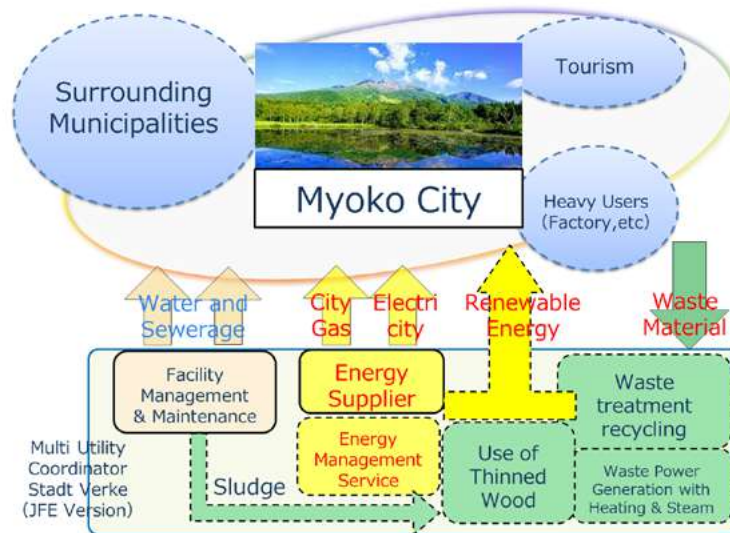 Surrounding
Municipalities
Tourism
Myoko City
Heavy Users
(Factory,etc)
Water and
Sewerage
City
Gas
Electri
city
Renewable
Energy
Waste
Material
Facility
Management
& Maintenance
Energy
Supplier
Waste
treatment
recycling
Multi Utility
Coordinator
Stadt Verke
(JFE Version)
Sludge
Energy
Management
Service
Use of
Thinned
Wood
Waste Power
Generation with
Heating & Steam